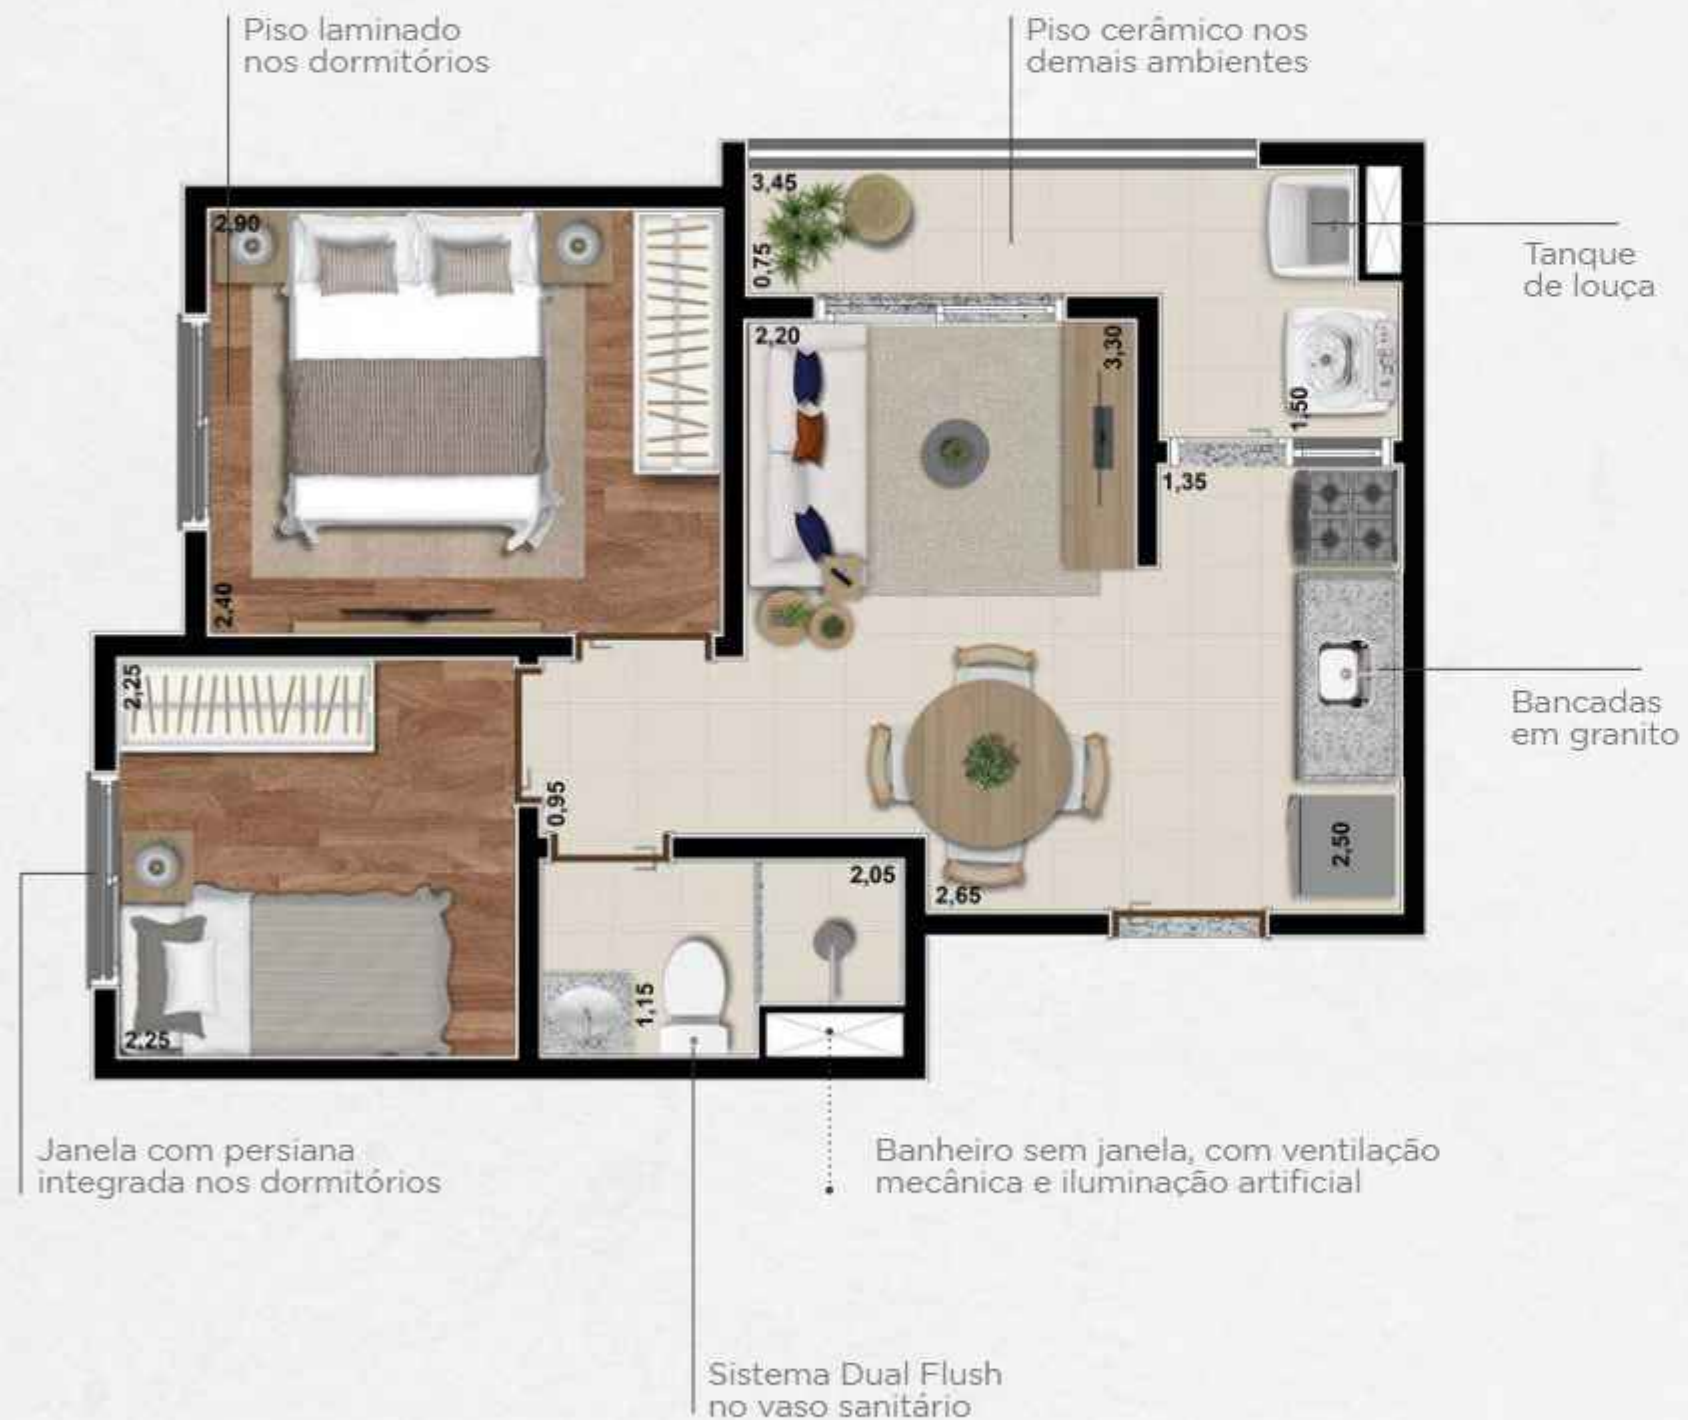 Piso laminado
nos dormitórios
Piso cerâmico nos
demais ambientes
3,45
0,75
2,90
Tanque
de louça
2,20
3,30
1,50
1,35
2,40
2,25
Bancadas
em granito
0,95
2,50
2,05
2,65
1,15
2,25
Janela com persiana
integrada nos dormitórios
Banheiro sem janela, com ventilação
mecânica e iluminação artificial
Sistema Dual Flush
no vaso sanitário